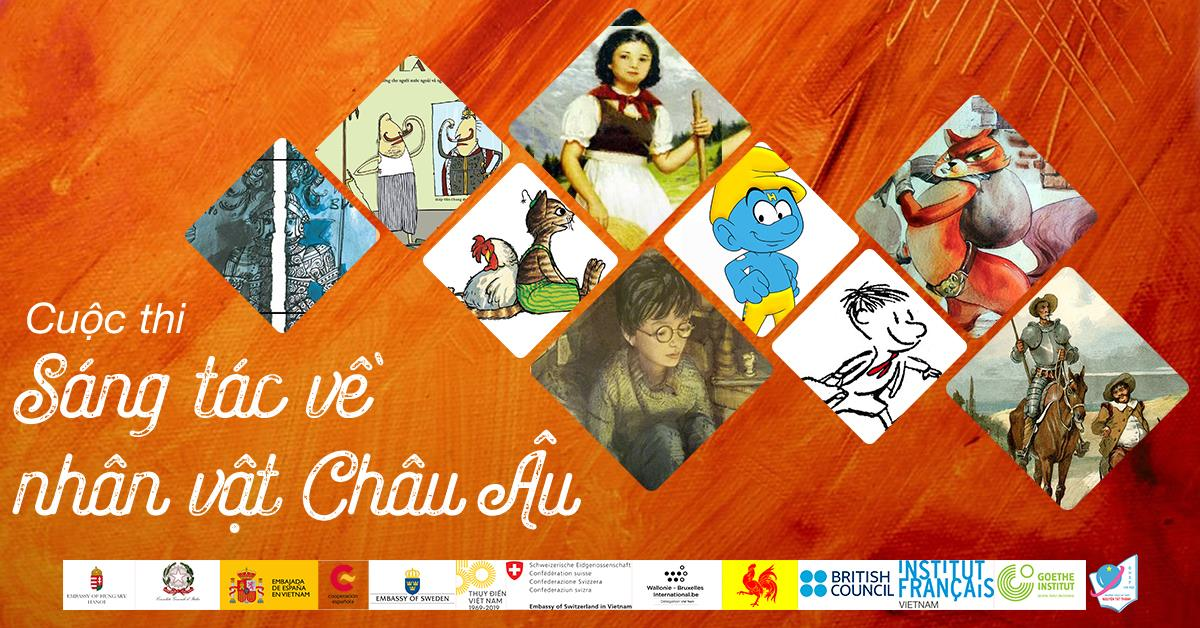 LA
Cuộc thi
Sáng tác về
nhân vật Châu Âu
EMBASSY OF HUNGARY
HANOI
EMBAJADA
DE ESPAÑA
EN VIETNAM
cooperación
española
EMBASSY OF SWEDEN
50
THỤY ĐIỂN
VIỆT NAM
1969-2019
Schweizerische Eidgenossenschaft
Confédération suisse
Confederazione Svizzera
Confederaziun svizra
Embassy of Switzerland in Vietnam
Wallonie - Bruxelles
International.be
BRITISH
COUNCIL
INSTITUT
FRANÇAIS
VIETNAM
GOETHE
INSTITUT